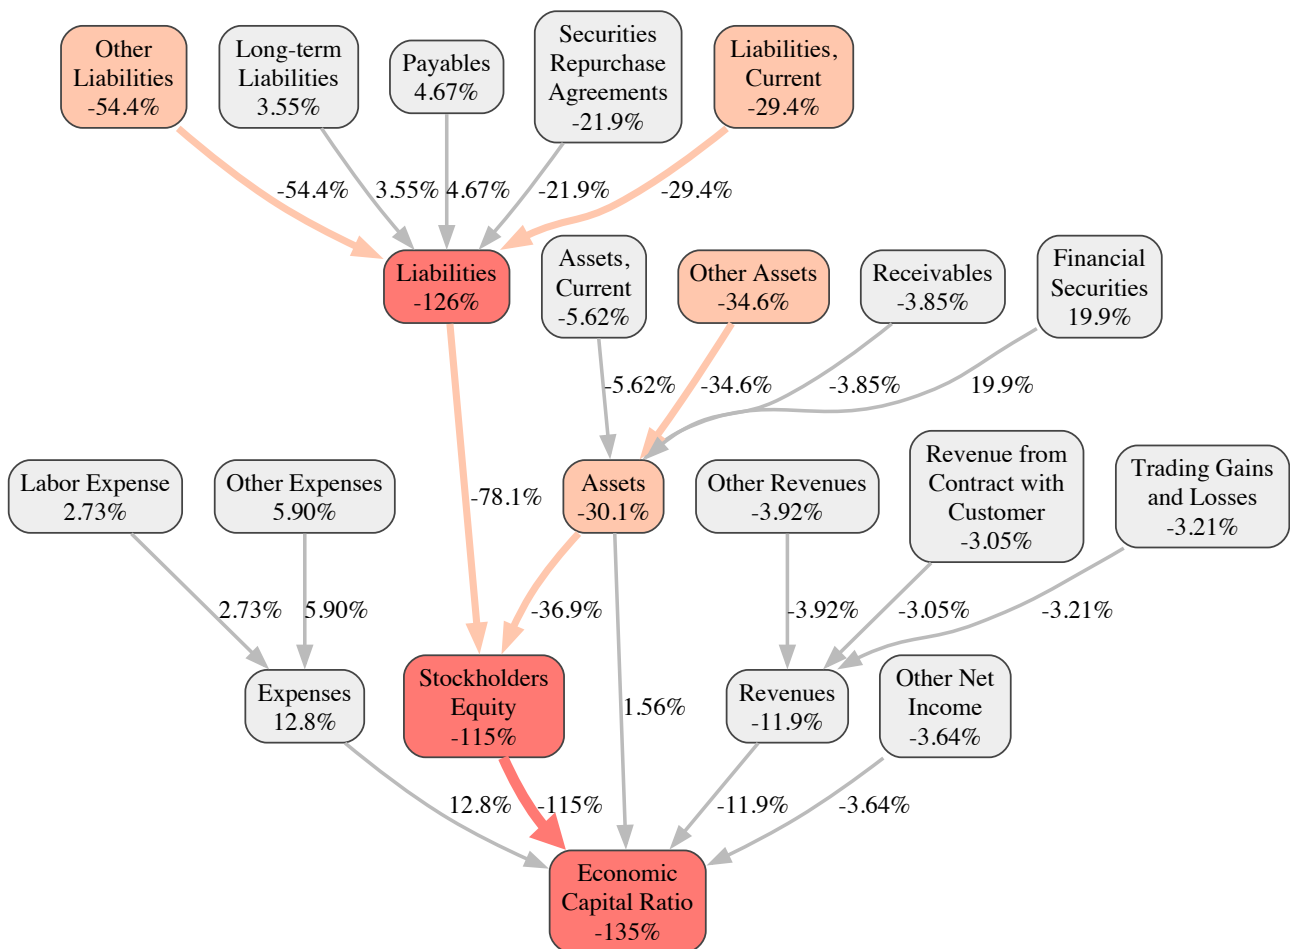 Other
Liabilities
-54.4%
Long-term
Liabilities
3.55%
Payables
4.67%
Securities
Repurchase
Agreements
-21.9%
Liabilities,
Current
-29.4%
-54.4%
3.55%
4.67%
-21.9%
-29.4%
Liabilities
-126%
Assets,
Current
-5.62%
Other Assets
-34.6%
Receivables
-3.85%
Financial
Securities
19.9%
-5.62%
-34.6%
-3.85%
19.9%
Labor Expense
2.73%
Other Expenses
5.90%
-78.1%
Assets
-30.1%
Other Revenues
-3.92%
Revenue from
Contract with
Customer
-3.05%
Trading Gains
and Losses
-3.21%
2.73%
5.90%
-36.9%
-3.92%
-3.05%
-3.21%
Expenses
12.8%
Stockholders
Equity
-115%
1.56%
Revenues
-11.9%
Other Net
Income
-3.64%
12.8%
-115%
-11.9%
-3.64%
Economic
Capital Ratio
-135%